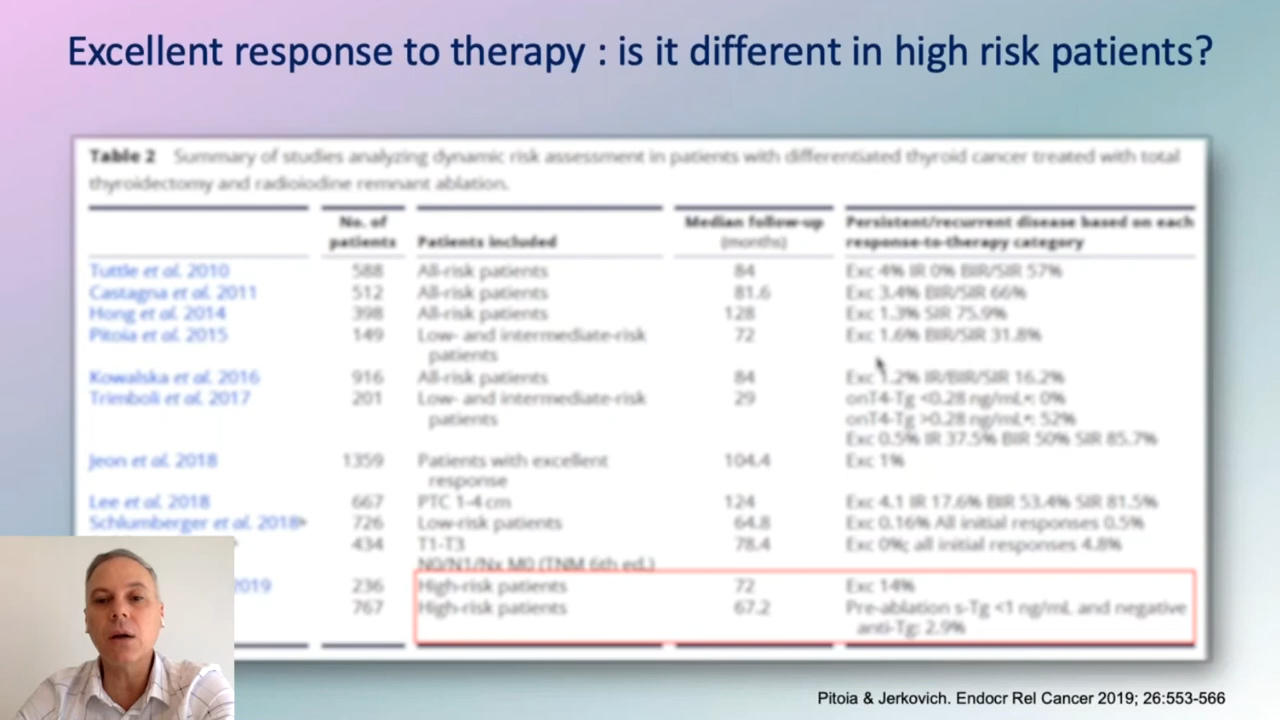 Excellent response to therapy : is it different in high risk patients?
Table 2 Summary of studies analyzing dynamic risk assessment in patients with differentiated thyroid cancer treated with total
thyroidectomy and radioiodine remnant ablation.
No. of patients Patients included Median follow-up (months) Persistent/recurrent disease based on each response-to-therapy category
Tuttle et al. 2010 588 All-risk patients 84 Exc 4% IR 0% BIR/SIR 57%
Castagna et al. 2011 512 All-risk patients 81.6 Exc 3.4% BIR/SIR 66%
Hong et al. 2014 398 All-risk patients 128 Exc 1.3% SIR 75.9%
Pitoia et al. 2015 149 Low- and intermediate-risk patients 72 Exc 1.6% BIR/SIR 31.8%
Kowalska et al. 2016 916 All-risk patients 84 Exc 1.2% IR/BIR/SIR 16.2%
Trimboli et al. 2017 201 Low- and intermediate-risk patients 29 onT4-Tg <0.28 ng/mL: 0%
onT4-Tg >0.28 ng/mL: 52%
Exc 0.5% IR 37.5% BIR 50% SIR 85.7%
Jeon et al. 2018 1359 Patients with excellent response 104.4 Exc 1%
Lee et al. 2018 667 PTC 1-4 cm 124 Exc 4.1 IR 17.6% BIR 53.4% SIR 81.5%
Schlumberger et al. 2018 726 Low-risk patients 64.8 Exc 0.16% All initial responses 0.5%
434 T1-T3 78.4 Exc 0%; all initial responses 4.8%
N0/N1/Nx M0 (TNM 6th ed.)
2019 236 High-risk patients 72 Exc 14%
767 High-risk patients 67.2 Pre-ablation s-Tg <1 ng/mL and negative
anti-Tg: 2.9%
Pitoia & Jerkovich. Endocr Rel Cancer 2019; 26:553-566